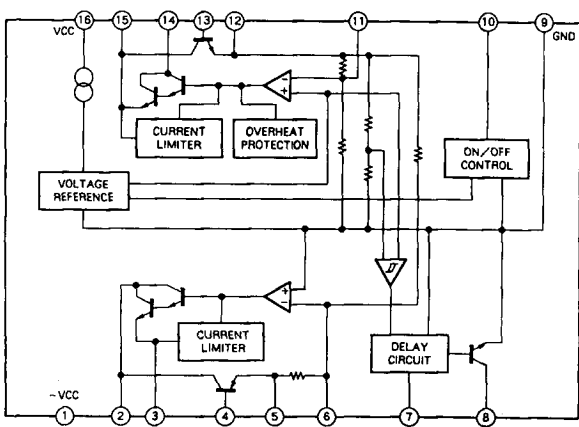 16 15 14 13 12 11 10 9
VCC
GND
CURRENT
LIMITER
OVERHEAT
PROTECTION
ON/OFF
CONTROL
VOLTAGE
REFERENCE
- +
+ -
CURRENT
LIMITER
DELAY
CIRCUIT
-VCC
1 2 3 4 5 6 7 8